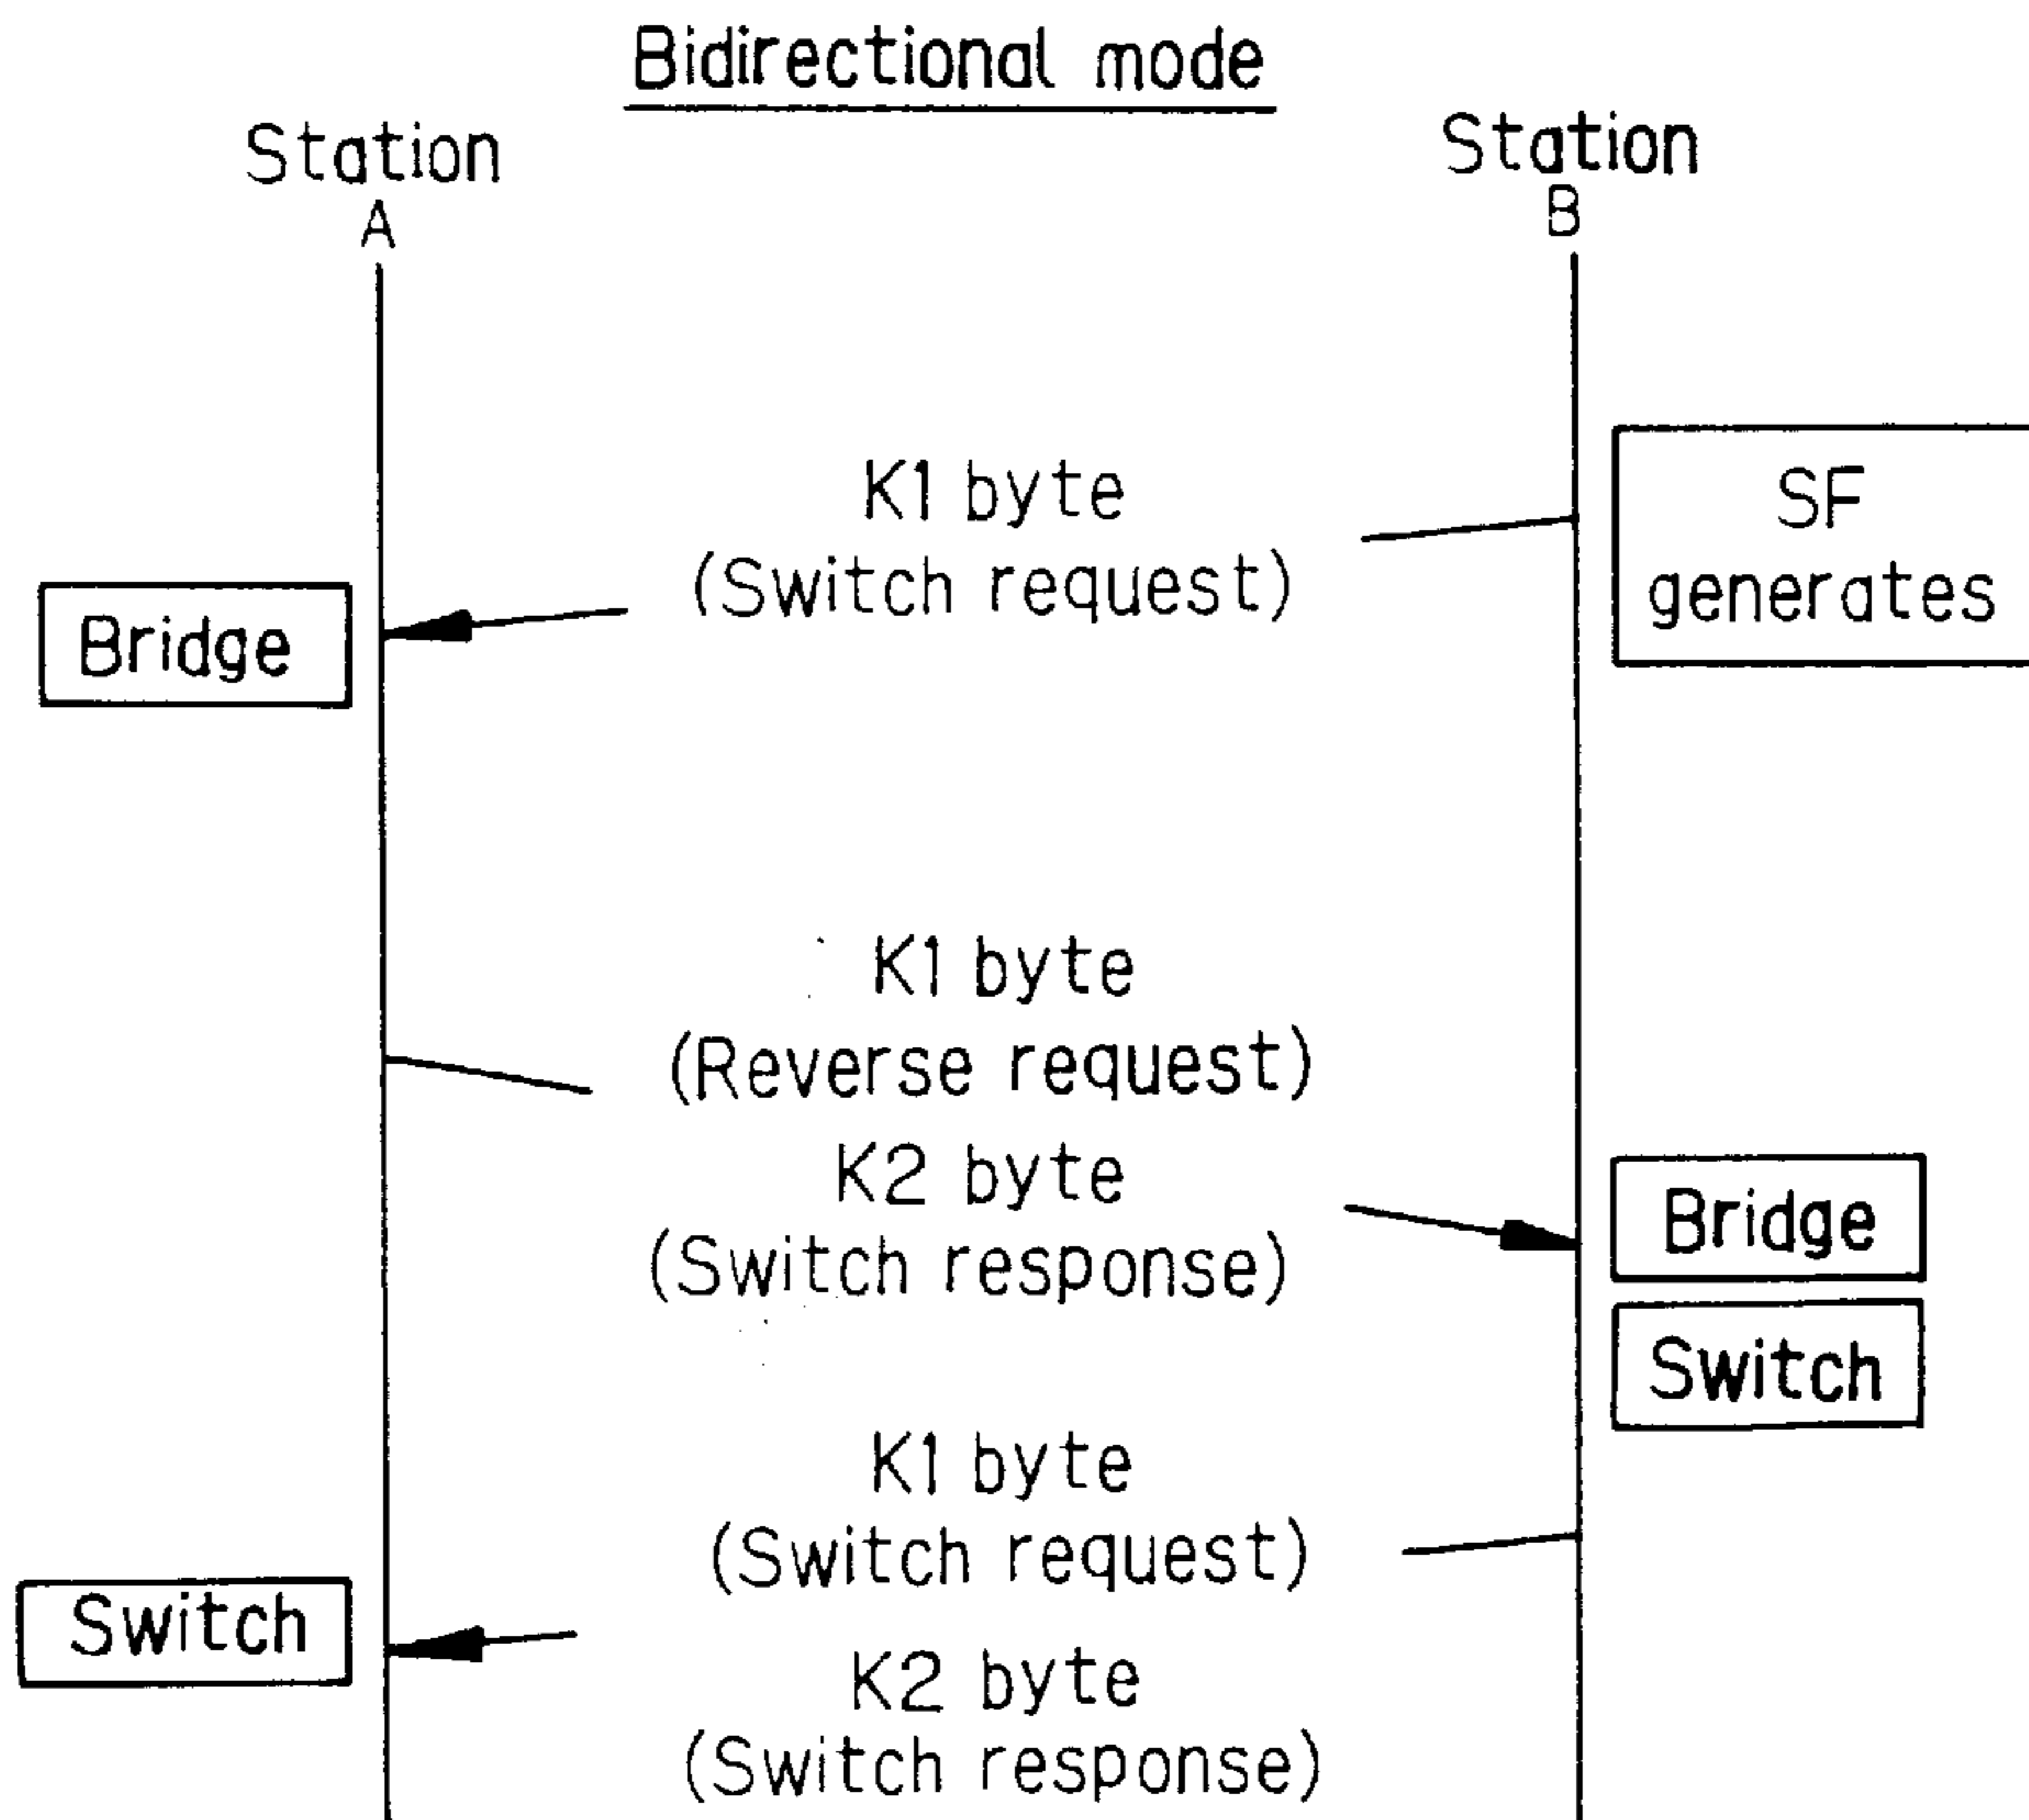 Bidirectional mode
Station
A
Station
B
K1 byte
(Switch request)
SF
generates
Bridge
K1 byte
(Reverse request)
K2 byte
(Switch response)
Bridge
Switch
K1 byte
(Switch request)
Switch
K2 byte
(Switch response)